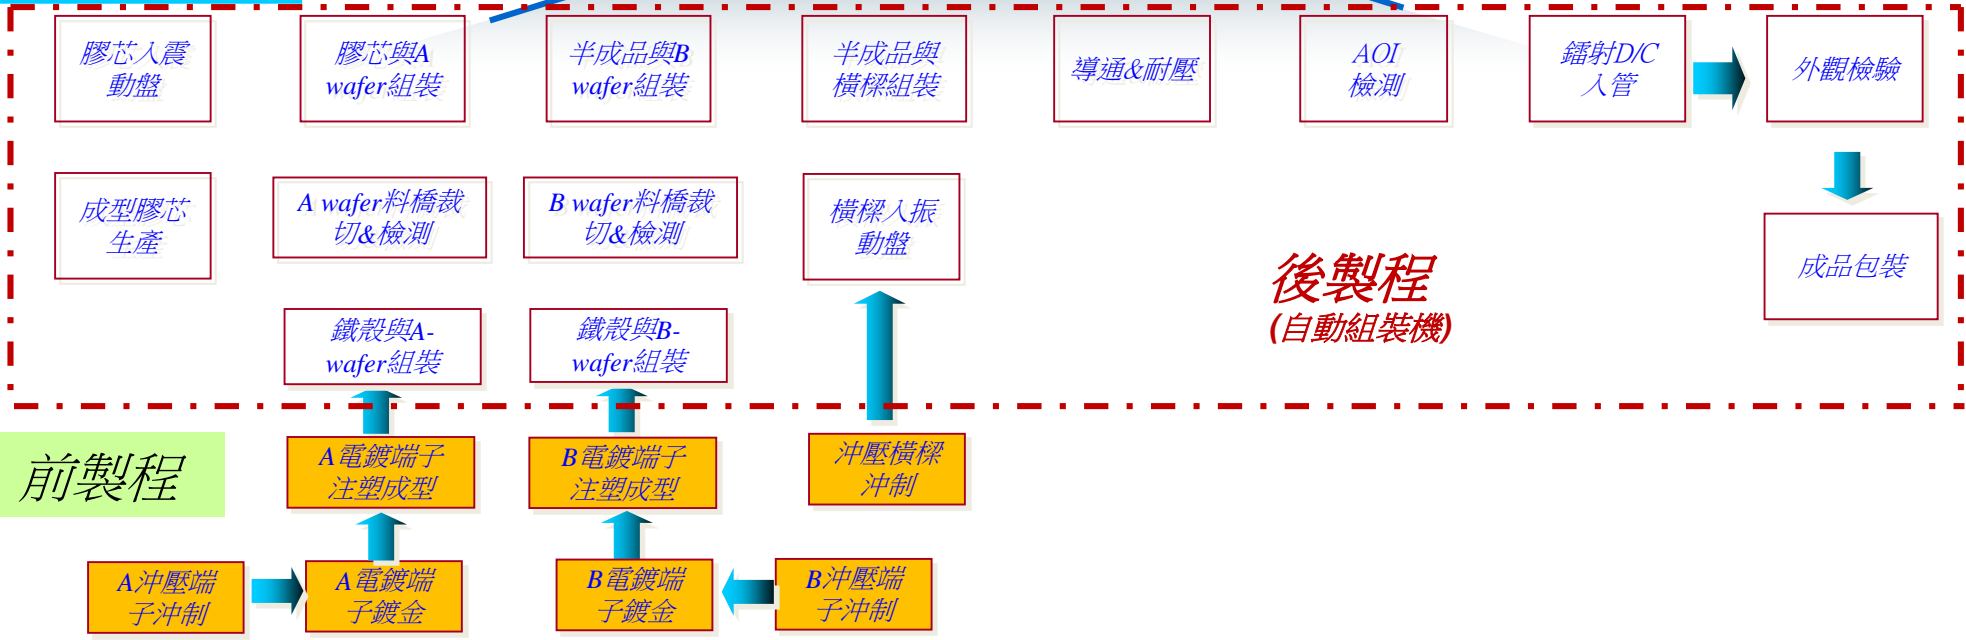 膠芯入震
動盤
膠芯與A
wafer組裝
半成品與B
wafer組裝
半成品與
橫樑組裝
導通&耐壓
AOI
檢測
鐳射D/C
入管
外觀檢驗
成型膠芯
生產
A wafer料橋裁
切&檢測
B wafer料橋裁
切&檢測
橫樑入振
動盤
成品包裝
後製程
(自動組裝機)
鐵殼與A-
wafer組裝
鐵殼與B-
wafer組裝
前製程
A電鍍端子
注塑成型
B電鍍端子
注塑成型
沖壓橫樑
沖制
A沖壓端
子沖制
A電鍍端
子鍍金
B電鍍端
子鍍金
B沖壓端
子沖制